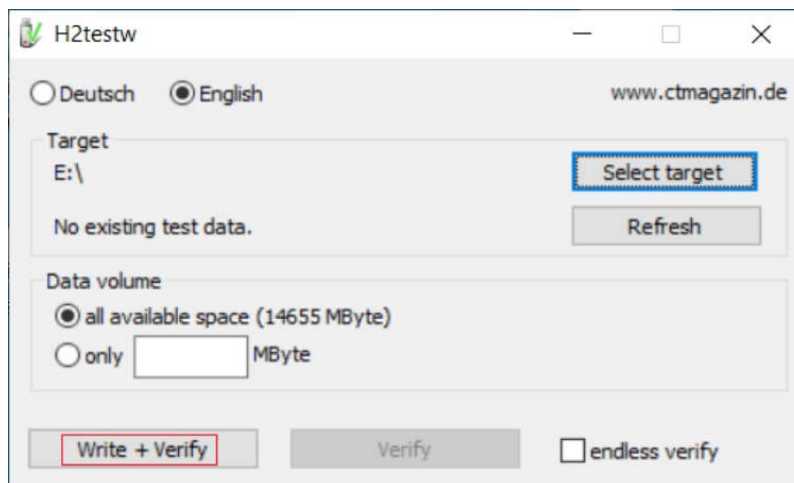 H2testw
Deutsch English www.ctmagazin.de
Target
E:\ Select target
No existing test data. Refresh
Data volume
all available space (14655 MByte)
only MByte
Write + Verify Verify endless verify